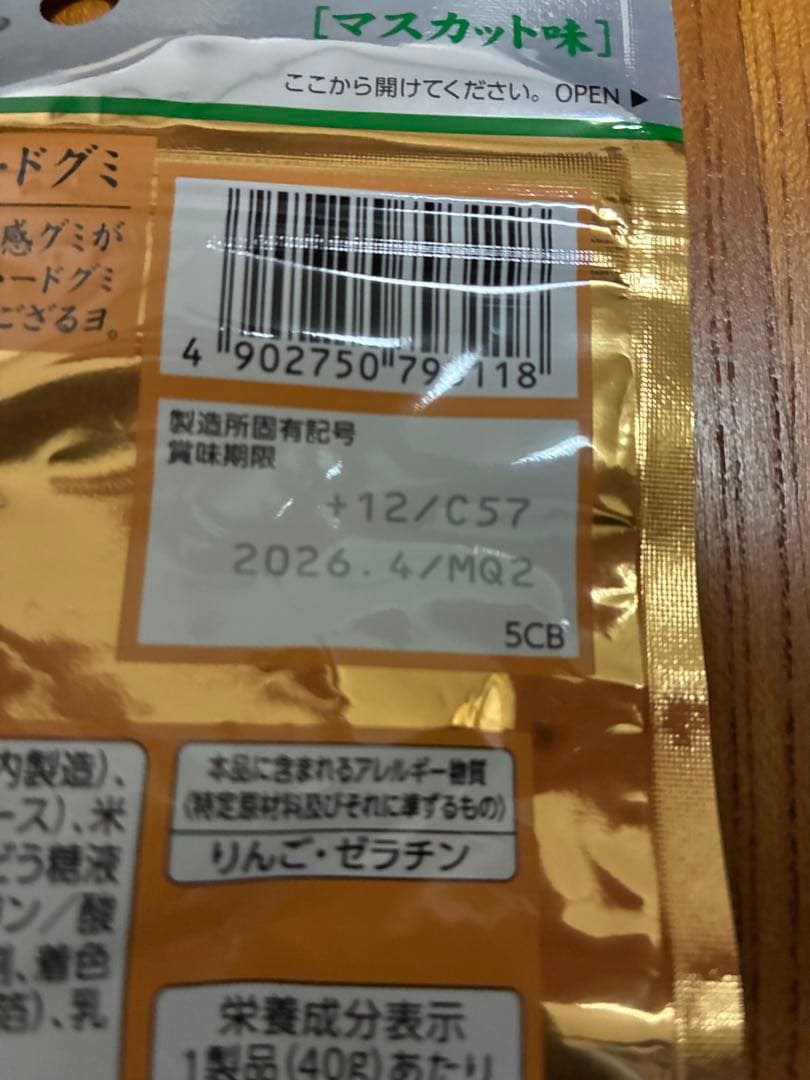 [マスカット味]
ここから開けてください。 OPEN ▶
ードグミ
感グミが
ードグミ
ござるヨ。
4 902750 79
118
製造所固有記号
賞味期限
+12/C57
2026.4/MQ2
5CB
内製造)、
ース)、米
どう糖液
リン/酸
、着色
箔)、乳
本品に含まれるアレルギー物質
(特定原材料及びそれに準ずるもの)
りんご・ゼラチン
栄養成分表示
1製品(40g)あたり